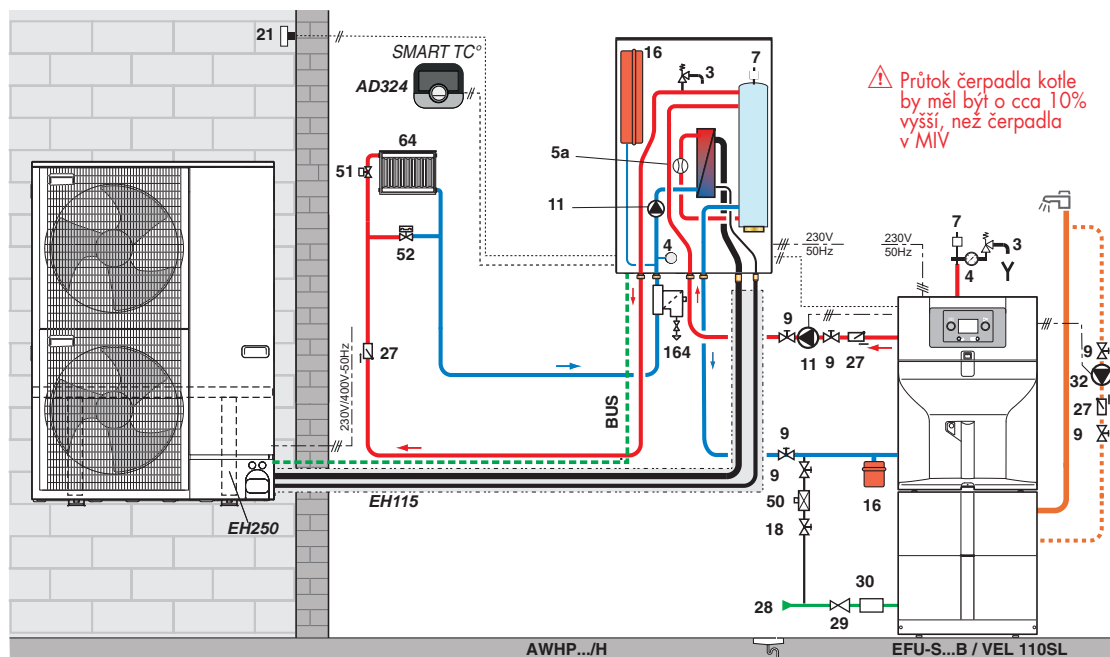 21
SMART TC°
AD324
16
7
3
⚠ Průtok čerpadla kotle
by měl být o cca 10%
vyšší, než čerpadla
v MIV
64
51
5a
11
52
4
230V
50Hz
230V
50Hz
7
3
4
Y
27
164
9
11
9
27
9
32
27
9
230V/400V-50Hz
BUS
9
9
50
18
16
EH115
EH250
28
29
30
AWHP.../H
EFU-S...B / VEL 110SL